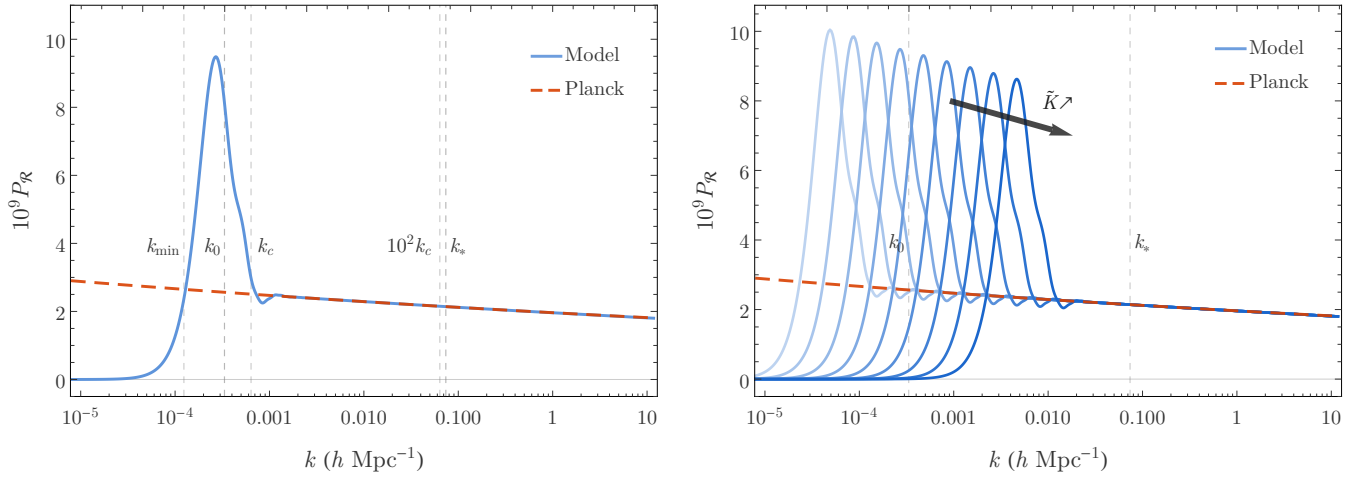 10
8
6
4
2
0
10⁹P_ℛ
Model
Planck
k_min
k_0
k_c
10²k_c
k_*
10⁻⁵
10⁻⁴
0.001
0.010
0.100
1
10
k (h Mpc⁻¹)
10
8
6
4
2
0
10⁹P_ℛ
Model
Planck
K̃↗
k_0
k_*
10⁻⁵
10⁻⁴
0.001
0.010
0.100
1
10
k (h Mpc⁻¹)